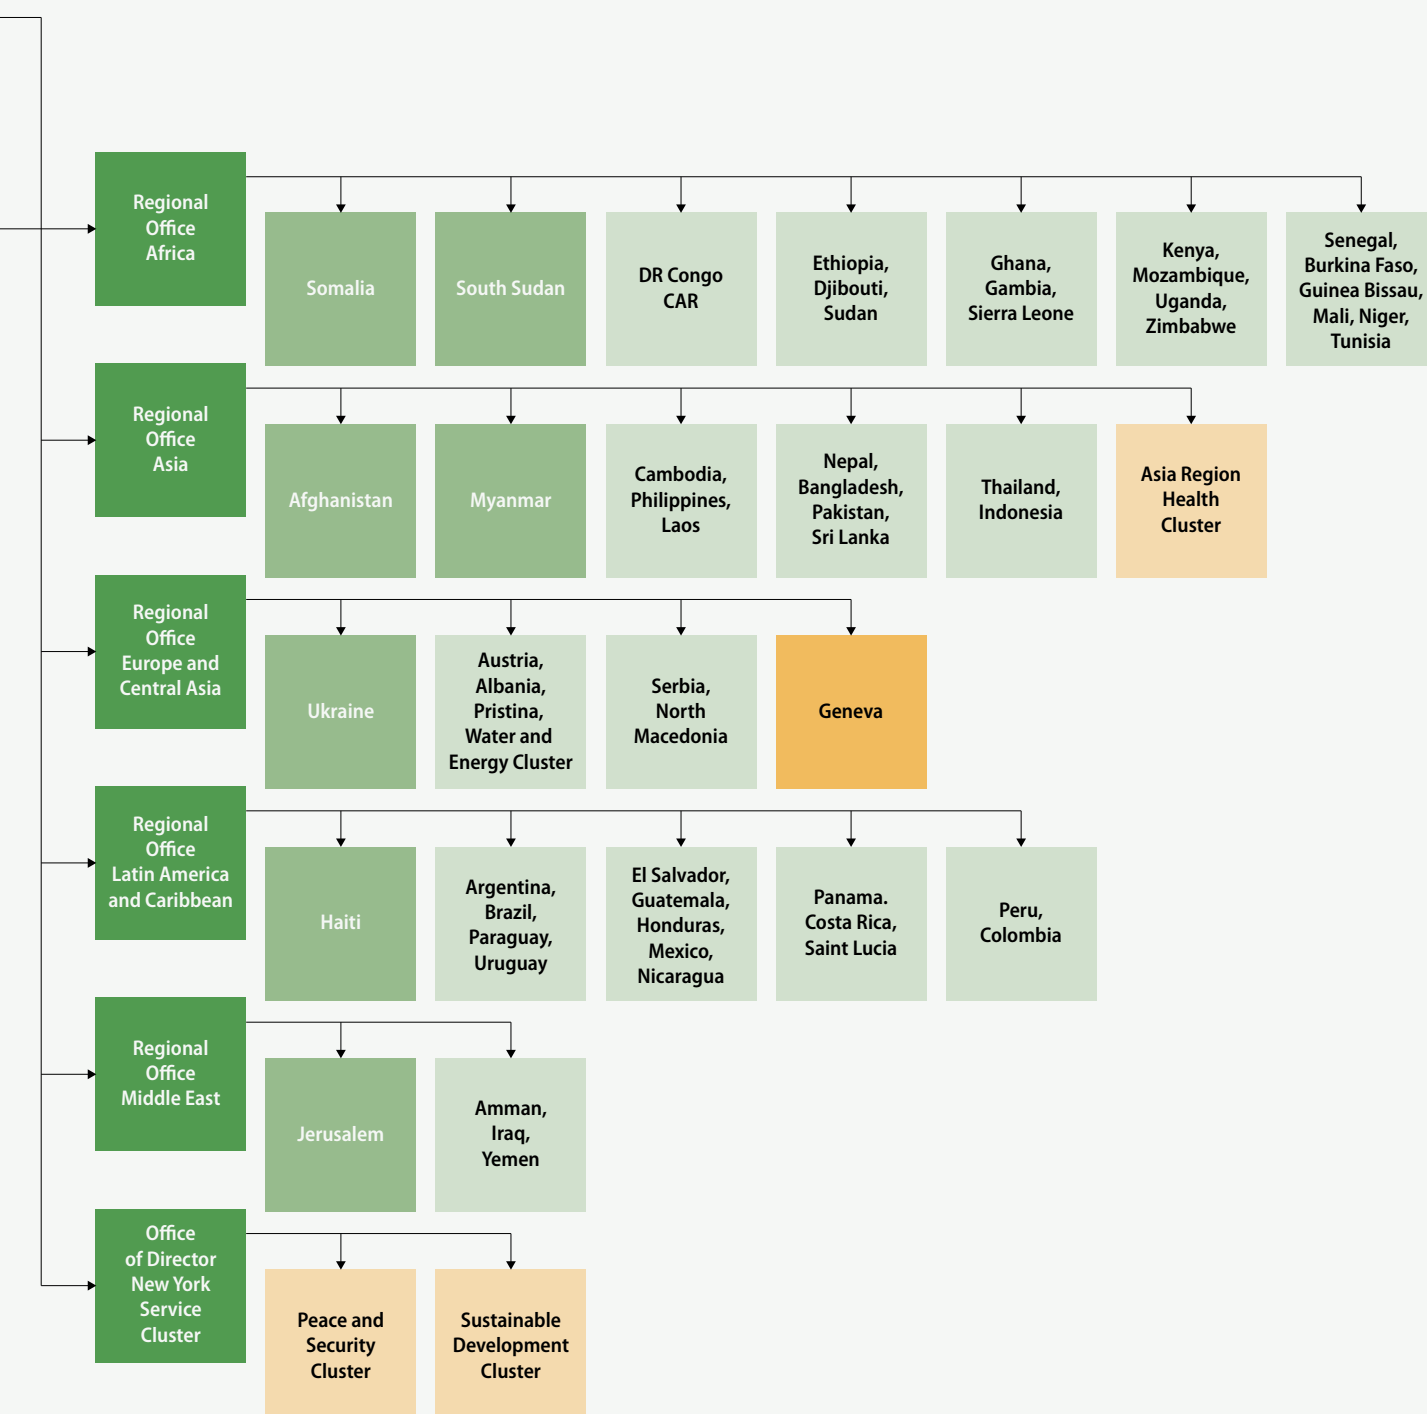 Regional
Office
Africa
Somalia
South Sudan
DR Congo
CAR
Ethiopia,
Djibouti,
Sudan
Ghana,
Gambia,
Sierra Leone
Kenya,
Mozambique,
Uganda,
Zimbabwe
Senegal,
Burkina Faso,
Guinea Bissau,
Mali, Niger,
Tunisia
Regional
Office
Asia
Afghanistan
Myanmar
Cambodia,
Philippines,
Laos
Nepal,
Bangladesh,
Pakistan,
Sri Lanka
Thailand,
Indonesia
Asia Region
Health
Cluster
Regional
Office
Europe and
Central Asia
Ukraine
Austria,
Albania,
Pristina,
Water and
Energy Cluster
Serbia,
North
Macedonia
Geneva
Regional
Office
Latin America
and Caribbean
Haiti
Argentina,
Brazil,
Paraguay,
Uruguay
El Salvador,
Guatemala,
Honduras,
Mexico,
Nicaragua
Panama.
Costa Rica,
Saint Lucia
Peru,
Colombia
Regional
Office
Middle East
Jerusalem
Amman,
Iraq,
Yemen
Office
of Director
New York
Service
Cluster
Peace and
Security
Cluster
Sustainable
Development
Cluster